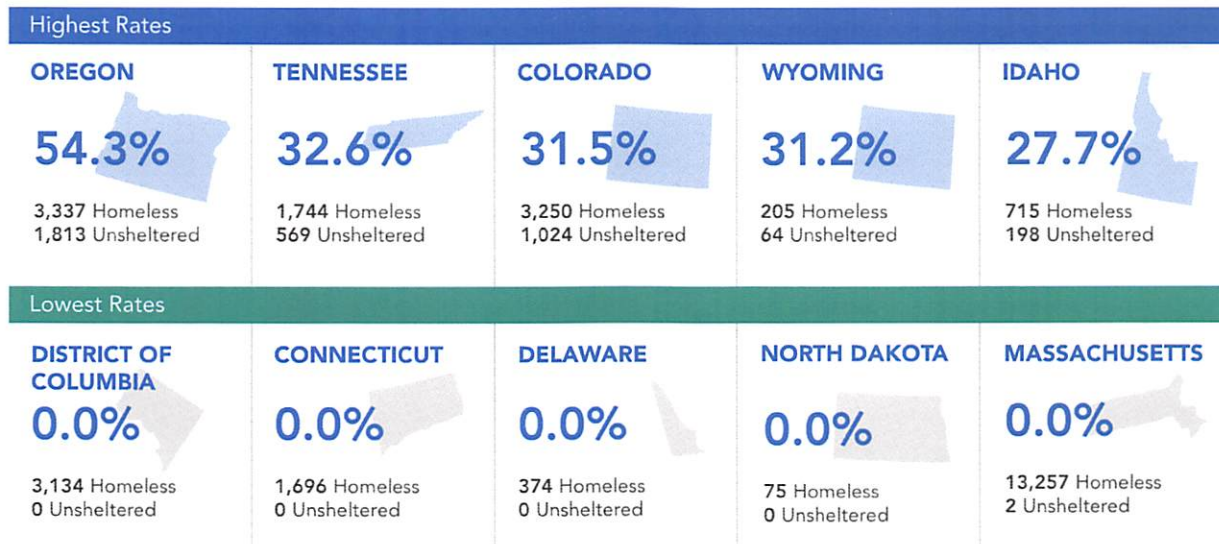 Highest Rates
OREGON
54.3%
3,337 Homeless
1,813 Unsheltered
TENNESSEE
32.6%
1,744 Homeless
569 Unsheltered
COLORADO
31.5%
3,250 Homeless
1,024 Unsheltered
WYOMING
31.2%
205 Homeless
64 Unsheltered
IDAHO
27.7%
715 Homeless
198 Unsheltered
Lowest Rates
DISTRICT OF
COLUMBIA
0.0%
3,134 Homeless
0 Unsheltered
CONNECTICUT
0.0%
1,696 Homeless
0 Unsheltered
DELAWARE
0.0%
374 Homeless
0 Unsheltered
NORTH DAKOTA
0.0%
75 Homeless
0 Unsheltered
MASSACHUSETTS
0.0%
13,257 Homeless
2 Unsheltered